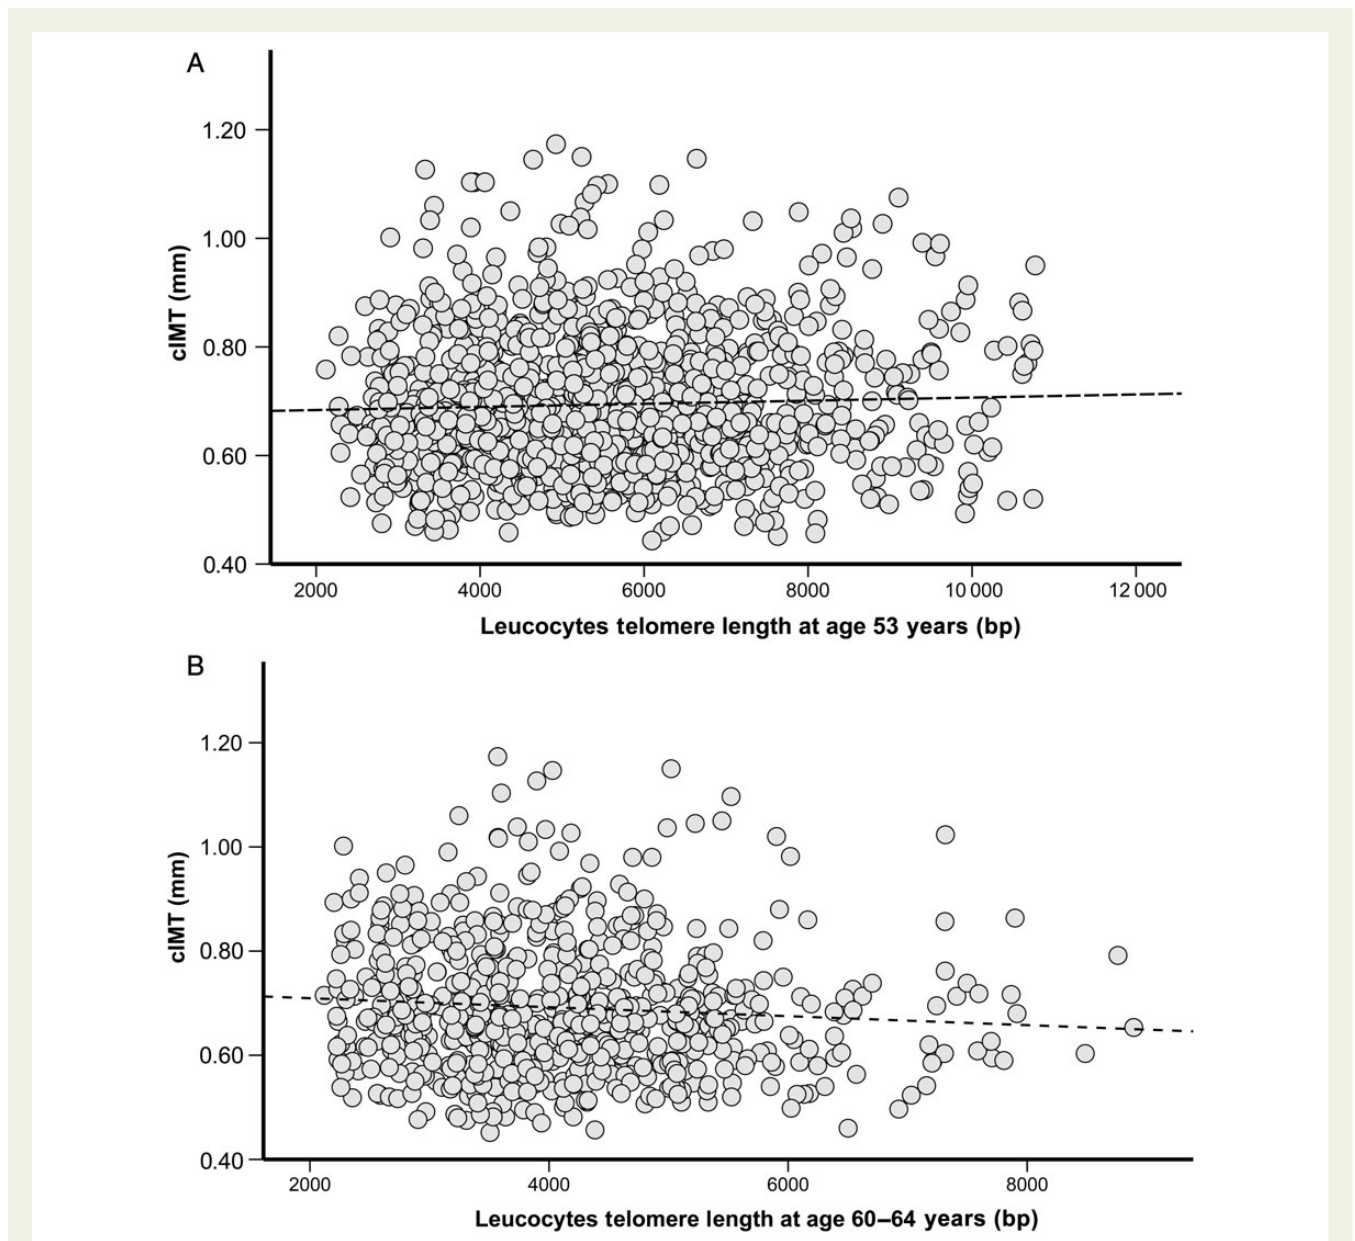 A
1.20
1.00
0.80
0.60
0.40
cIMT (mm)
2000 4000 6000 8000 10 000 12 000
Leucocytes telomere length at age 53 years (bp)
B
1.20
1.00
0.80
0.60
0.40
cIMT (mm)
2000 4000 6000 8000
Leucocytes telomere length at age 60–64 years (bp)